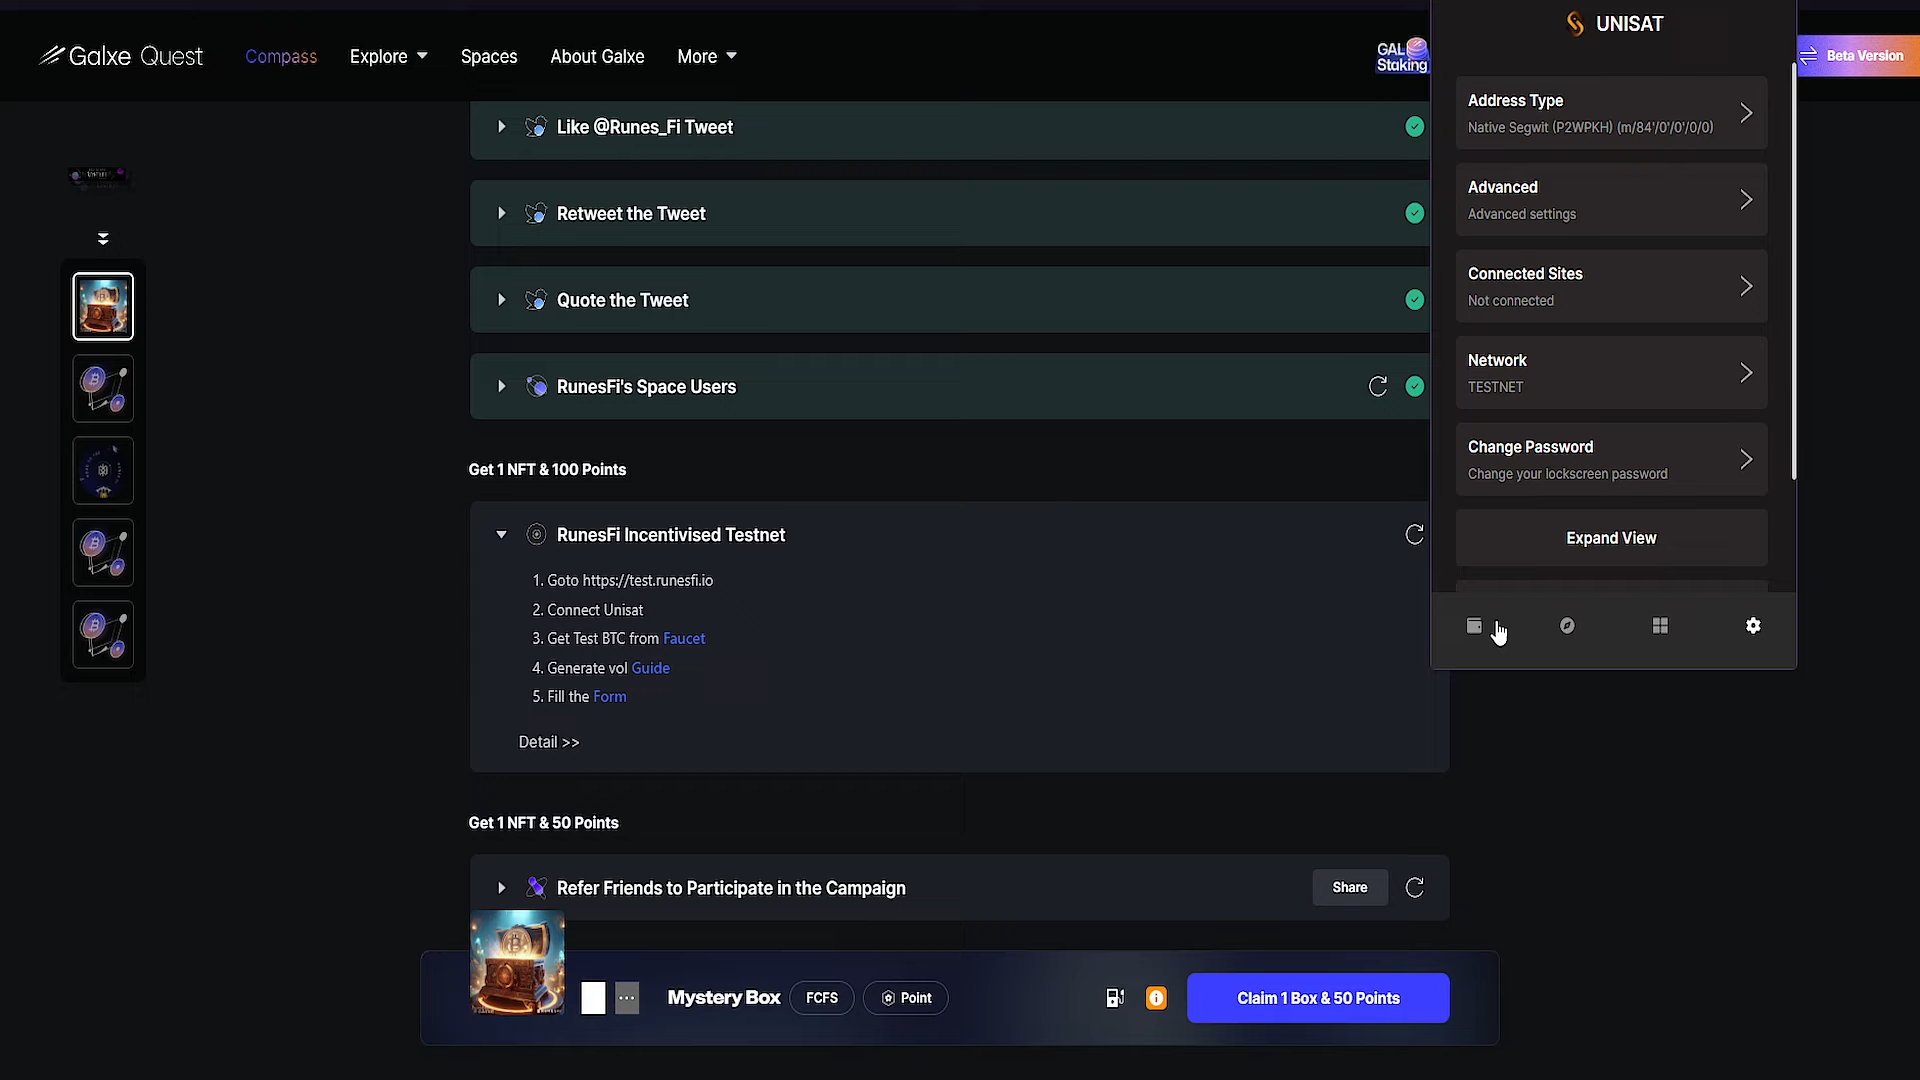 Galxe Quest
Compass
Explore
Spaces
About Galxe
More
GAL
Staking
Beta Version
UNISAT
Like @Runes_Fi Tweet
Retweet the Tweet
Quote the Tweet
RunesFi's Space Users
Get 1 NFT & 100 Points
RunesFi Incentivised Testnet
1. Goto https://test.runesfi.io
2. Connect Unisat
3. Get Test BTC from Faucet
4. Generate vol Guide
5. Fill the Form
Detail >>
Get 1 NFT & 50 Points
Refer Friends to Participate in the Campaign
Share
Mystery Box
FCFS
Point
Claim 1 Box & 50 Points
Address Type
Native Segwit (P2WPKH) (m/84'/0'/0'/0/0)
Advanced
Advanced settings
Connected Sites
Not connected
Network
TESTNET
Change Password
Change your lockscreen password
Expand View